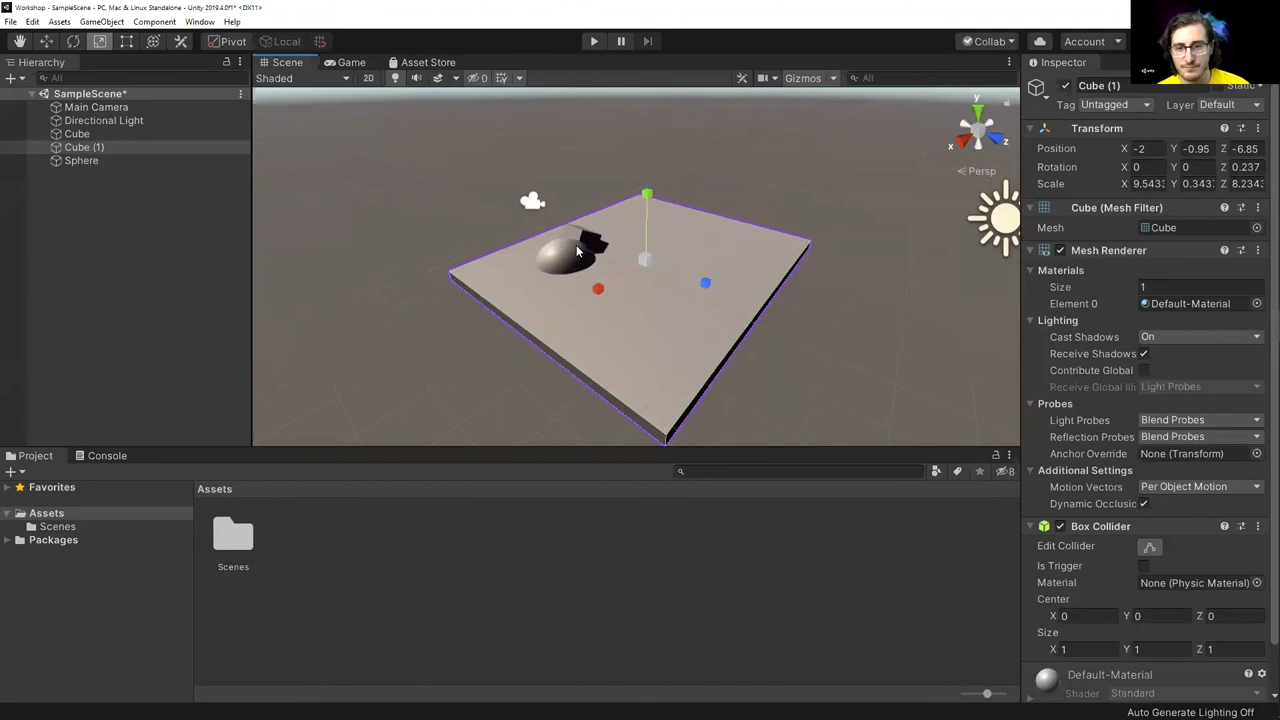 Workshop - SampleScene - PC, Mac & Linux Standalone - Unity 2019.4.0f1* <DX11>
File Edit Assets GameObject Component Window Help
Pivot Local Collab Account
Hierarchy
All
SampleScene*
Main Camera
Directional Light
Cube
Cube (1)
Sphere
Scene Game Asset Store
Shaded 2D 0 Gizmos All
y
x
z
Persp
Inspector
Cube (1) Static
Tag Untagged Layer Default
Transform
Position X -2 Y -0.95 Z -6.85
Rotation X 0 Y 0 Z 0.237
Scale X 9.543 Y 0.343 Z 8.234
Cube (Mesh Filter)
Mesh Cube
Mesh Renderer
Materials
Size 1
Element 0 Default-Material
Lighting
Cast Shadows On
Receive Shadows
Contribute Global
Receive Global Illu Light Probes
Probes
Light Probes Blend Probes
Reflection Probes Blend Probes
Anchor Override None (Transform)
Additional Settings
Motion Vectors Per Object Motion
Dynamic Occlusic
Box Collider
Edit Collider
Is Trigger
Material None (Physic Material)
Center
X 0 Y 0 Z 0
Size
X 1 Y 1 Z 1
Default-Material
Shader Standard
Project Console
8
Favorites
Assets
Scenes
Packages
Assets
Scenes
Auto Generate Lighting Off